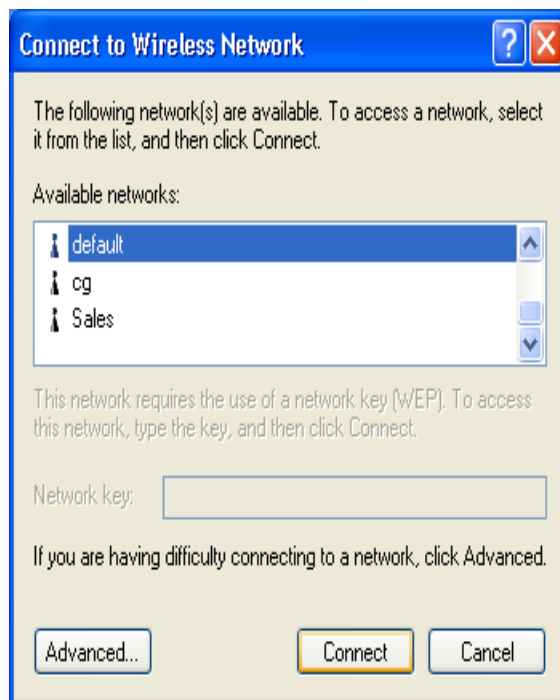 Connect to Wireless Network
The following network(s) are available. To access a network, select
it from the list, and then click Connect.
Available networks:
default
cg
Sales
This network requires the use of a network key (WEP). To access
this network, type the key, and then click Connect.
Network key:
If you are having difficulty connecting to a network, click Advanced.
Advanced... Connect Cancel